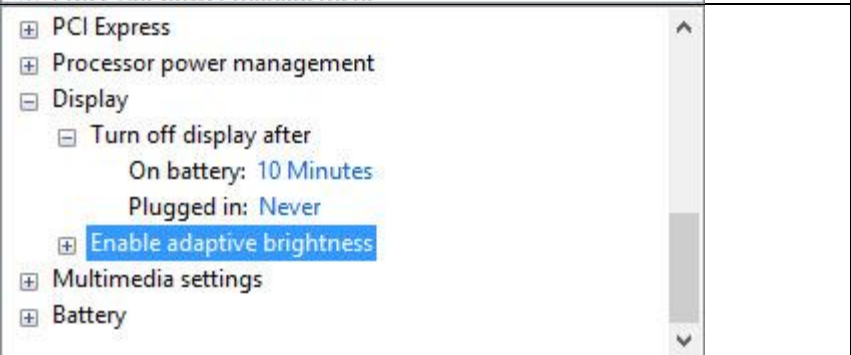 PCI Express
Processor power management
Display
Turn off display after
On battery: 10 Minutes
Plugged in: Never
Enable adaptive brightness
Multimedia settings
Battery